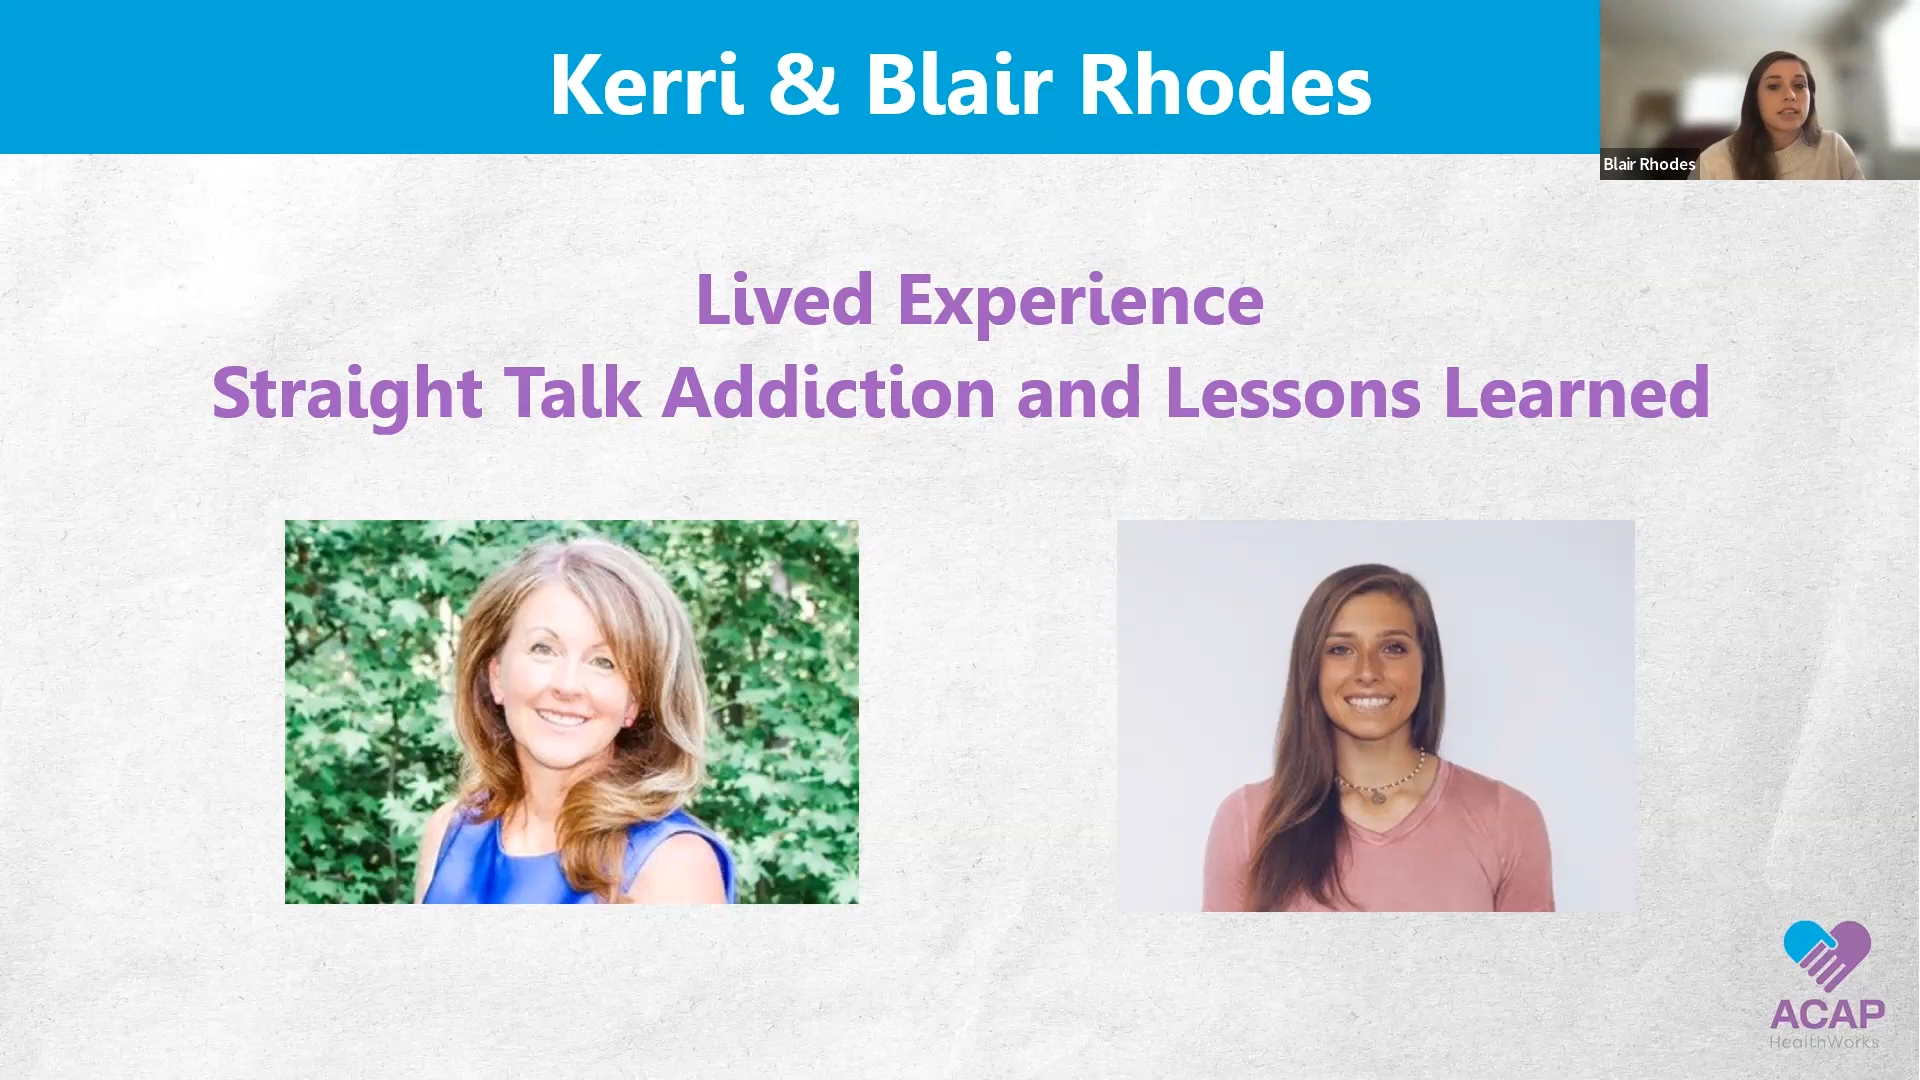 Kerri & Blair Rhodes
Blair Rhodes
Lived Experience
Straight Talk Addiction and Lessons Learned
ACAP
HealthWorks